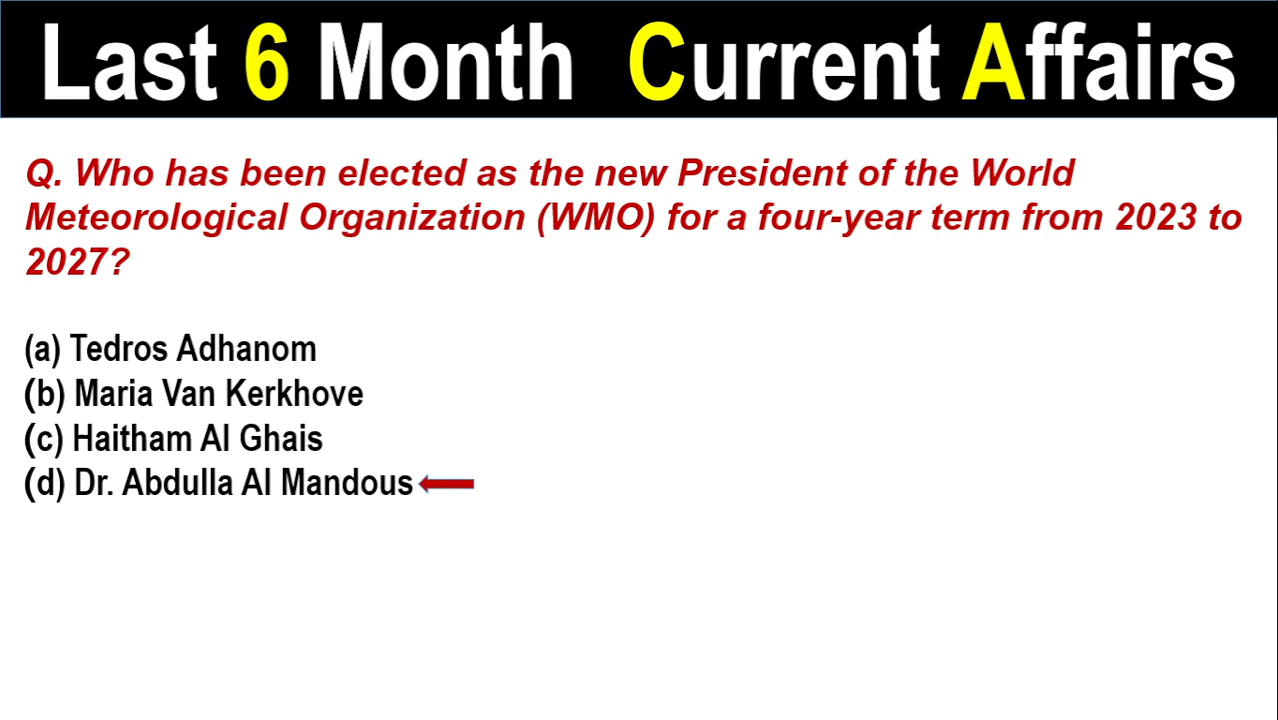 Last 6 Month Current Affairs
Q. Who has been elected as the new President of the World
Meteorological Organization (WMO) for a four-year term from 2023 to
2027?
(a) Tedros Adhanom
(b) Maria Van Kerkhove
(c) Haitham Al Ghais
(d) Dr. Abdulla Al Mandous